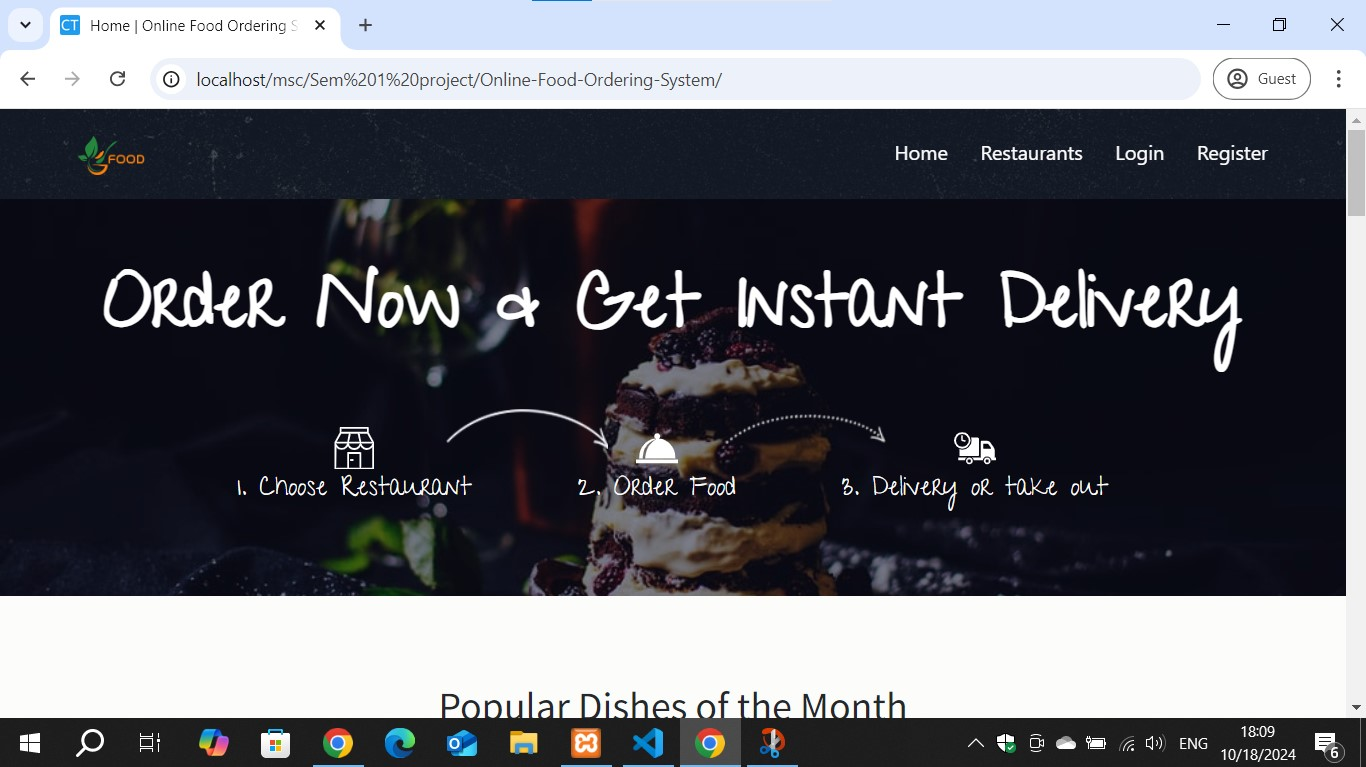 CT Home | Online Food Ordering S
localhost/msc/Sem%201%20project/Online-Food-Ordering-System/
Guest
FOOD
Home Restaurants Login Register
Order Now & Get Instant Delivery
1. Choose Restaurant
2. Order Food
3. Delivery or take out
Popular Dishes of the Month
ENG
18:09
10/18/2024
6